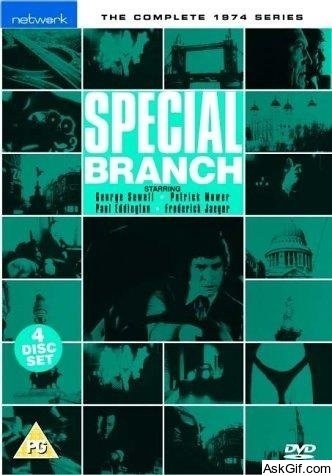 network
THE COMPLETE 1974 SERIES
SPECIAL
BRANCH
STARRING
George Sewell • Patrick Mower
Paul Eddington • Frederick Jaeger
4
DISC
SET
PG
DVD
AskGif.com